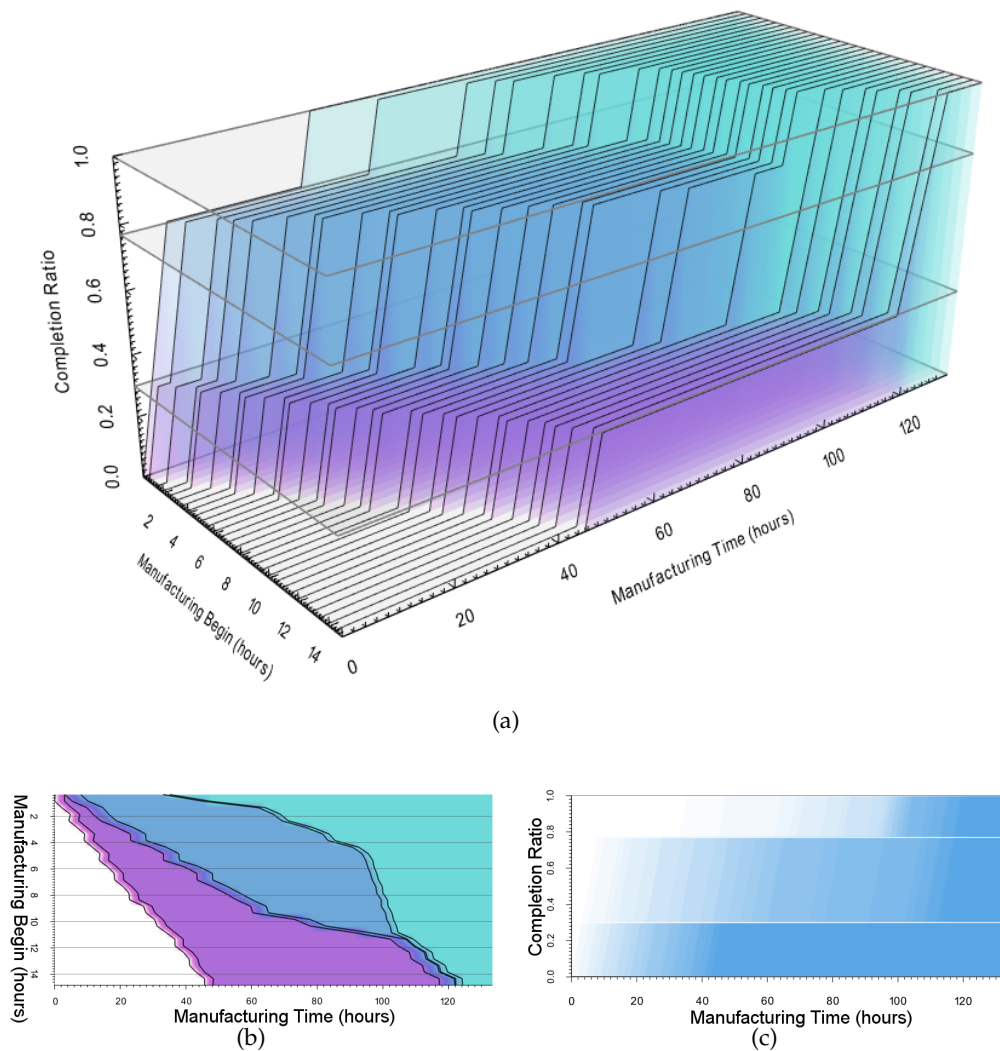 1.0
0.8
0.6
0.4
0.2
0.0
Completion Ratio
2
4
6
8
10
12
14
Manufacturing Begin (hours)
0
20
40
60
80
100
120
Manufacturing Time (hours)
(a)
Manufacturing Begin (hours)
2
4
6
8
10
12
14
0 20 40 60 80 100 120
Manufacturing Time (hours)
(b)
Completion Ratio
1.0
0.8
0.6
0.4
0.2
0.0
0 20 40 60 80 100 120
Manufacturing Time (hours)
(c)